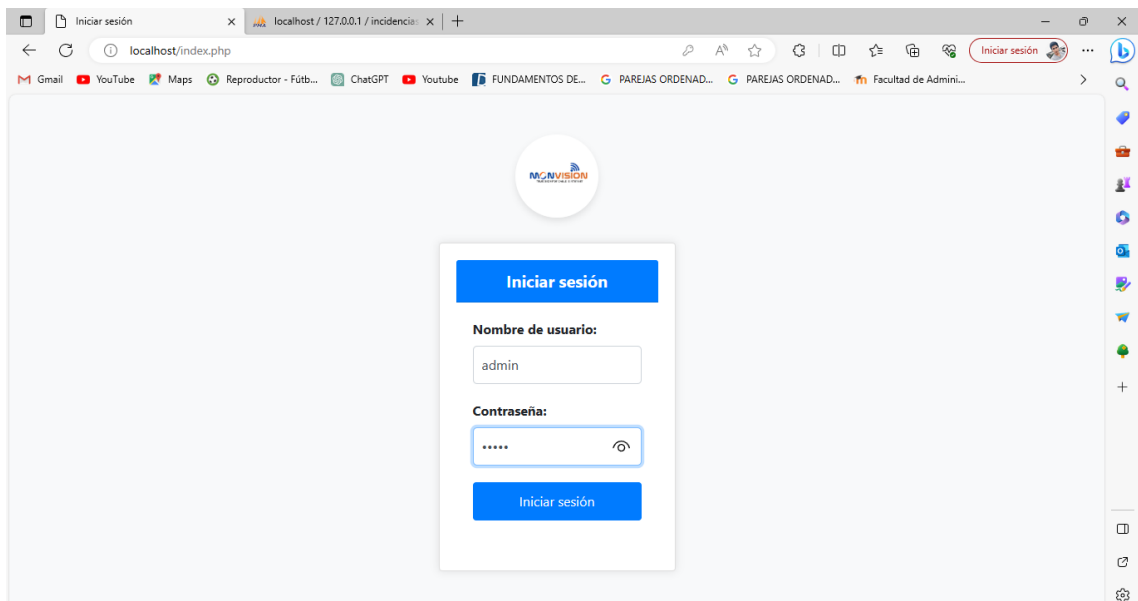 Iniciar sesión
localhost / 127.0.0.1 / incidencias
localhost/index.php
Iniciar sesión
Gmail YouTube Maps Reproductor - Fútb... ChatGPT Youtube FUNDAMENTOS DE... PAREJAS ORDENAD... PAREJAS ORDENAD... Facultad de Admini...
MONVISION
Iniciar sesión
Nombre de usuario:
admin
Contraseña:
•••••
Iniciar sesión